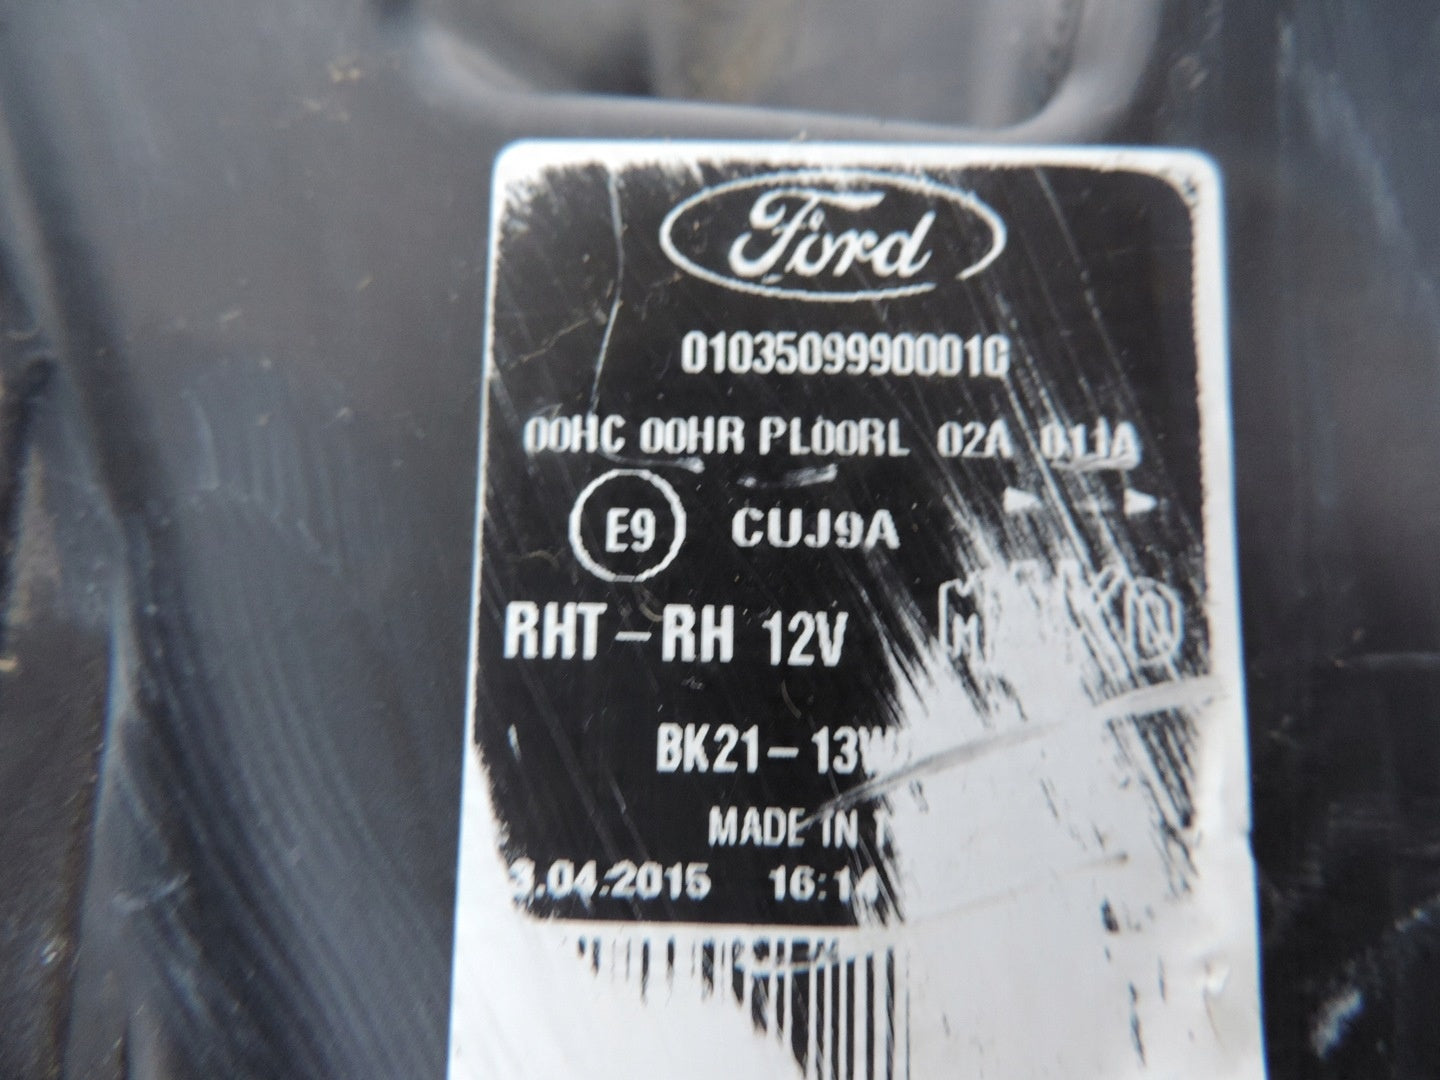 Ford
0103509990001G
00HC 00HR PL00RL 02A 011A
E9 CUJ9A
RHT-RH 12V
BK21-13W
MADE IN
3.04.2015 16:14